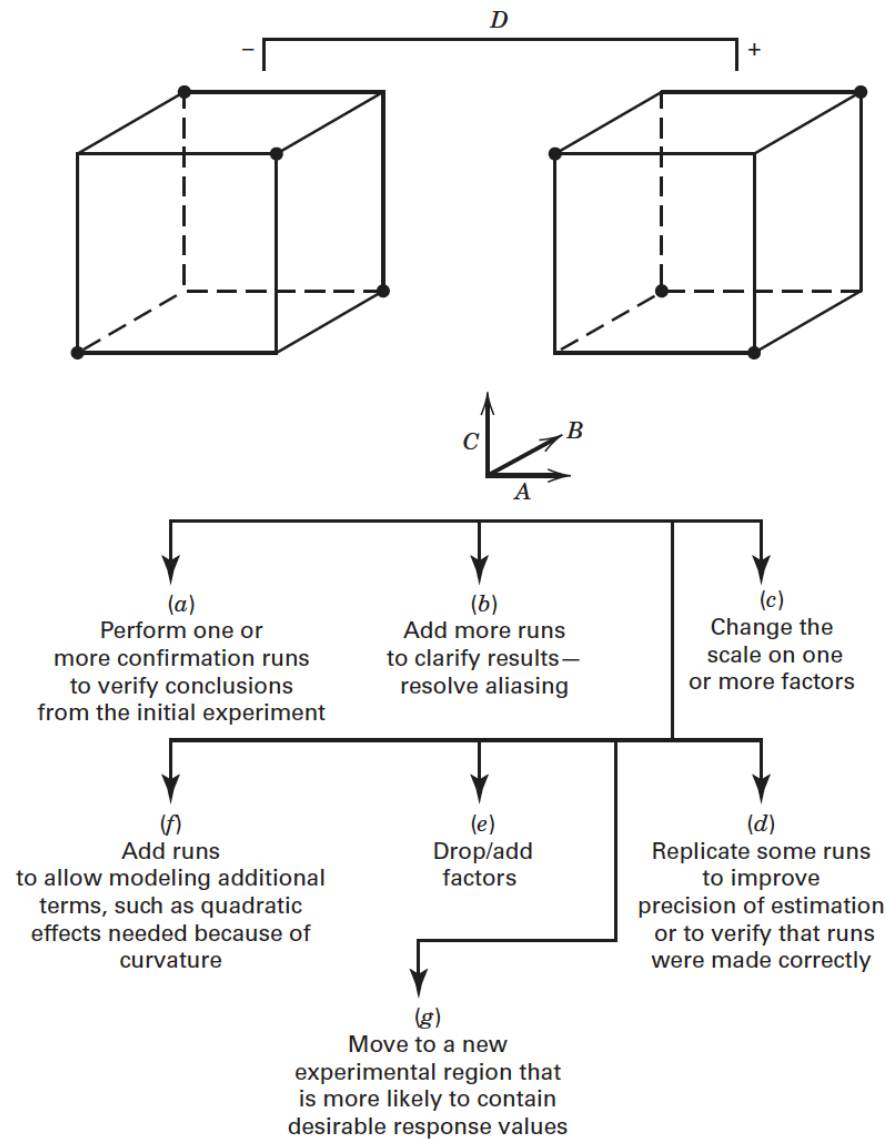 D
− +
C
B
A
(a)
Perform one or
more confirmation runs
to verify conclusions
from the initial experiment
(b)
Add more runs
to clarify results—
resolve aliasing
(c)
Change the
scale on one
or more factors
(f)
Add runs
to allow modeling additional
terms, such as quadratic
effects needed because of
curvature
(e)
Drop/add
factors
(d)
Replicate some runs
to improve
precision of estimation
or to verify that runs
were made correctly
(g)
Move to a new
experimental region that
is more likely to contain
desirable response values